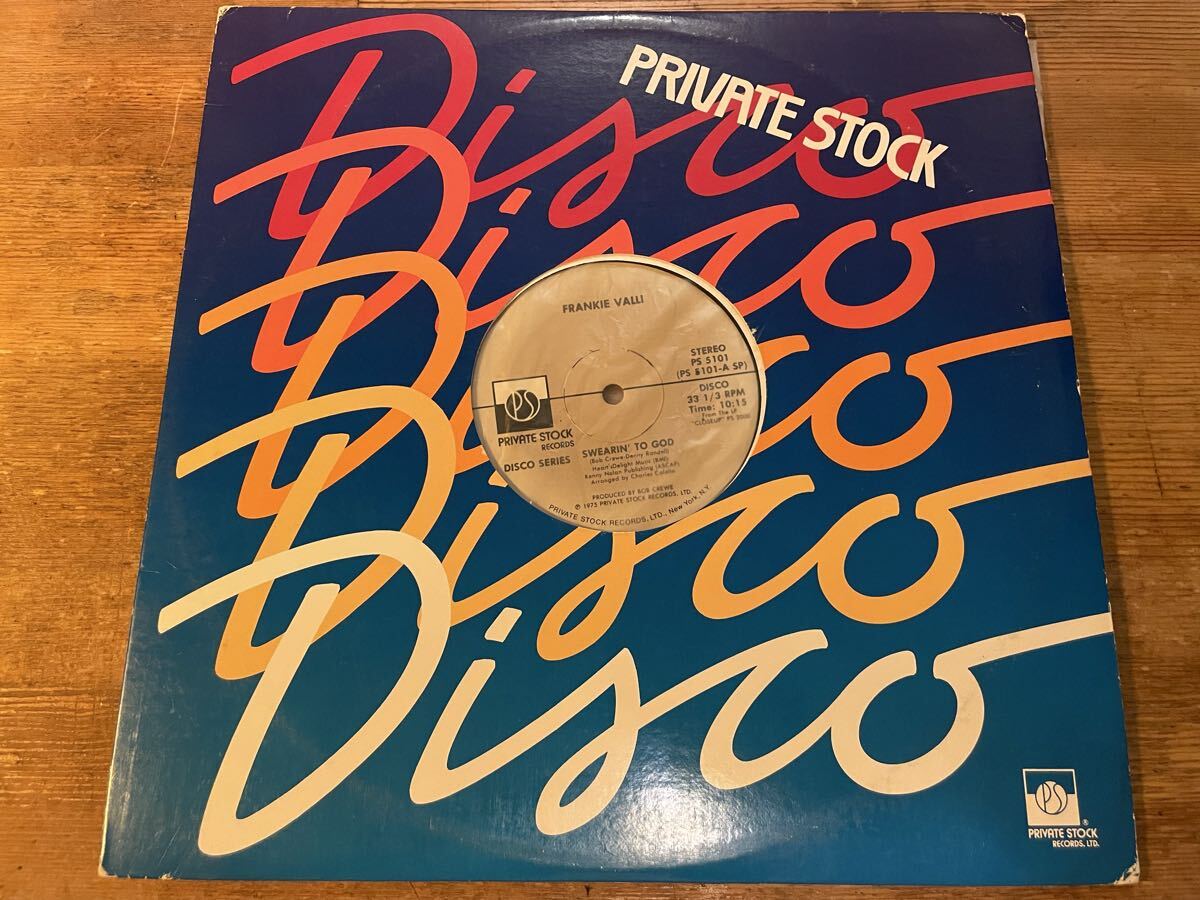 PRIVATE STOCK
Disco
Disco
Disco
Disco
Disco
FRANKIE VALLI
STEREO
PS 5101
(PS 5101-A SP)
DISCO
33 1/3 RPM
Time: 10:15
From The LP
"CLOSEUP" PS 2000
PS
PRIVATE STOCK
RECORDS
DISCO SERIES
SWEARIN' TO GOD
(Bob Crewe-Denny Randell)
Heart'sDelight Music (BMI)
Kenny Nolan Publishing (ASCAP)
Arranged by Charles Calello
PRODUCED BY BOB CREWE
℗ 1975 PRIVATE STOCK RECORDS, LTD.
PRIVATE STOCK RECORDS, LTD., New York, N.Y.
PS
®
PRIVATE STOCK
RECORDS, LTD.